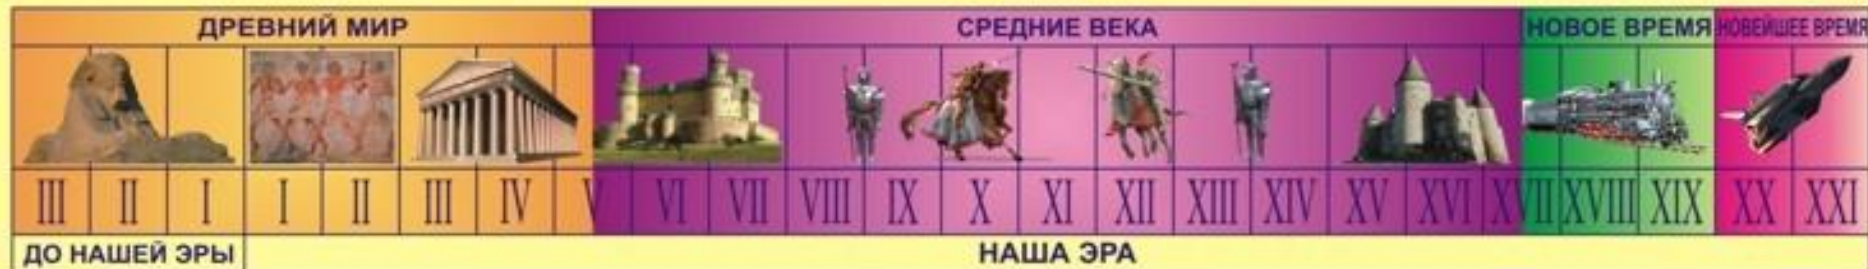 ДРЕВНИЙ МИР СРЕДНИЕ ВЕКА НОВОЕ ВРЕМЯ НОВЕЙШЕЕ ВРЕМЯ
III II I I II III IV V VI VII VIII IX X XI XII XIII XIV XV XVI XVII XVIII XIX XX XXI
ДО НАШЕЙ ЭРЫ НАША ЭРА